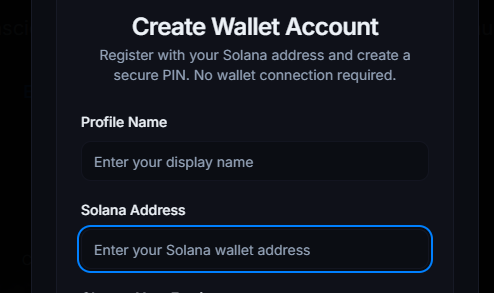 Create Wallet Account
Register with your Solana address and create a
secure PIN. No wallet connection required.
Profile Name
Enter your display name
Solana Address
Enter your Solana wallet address